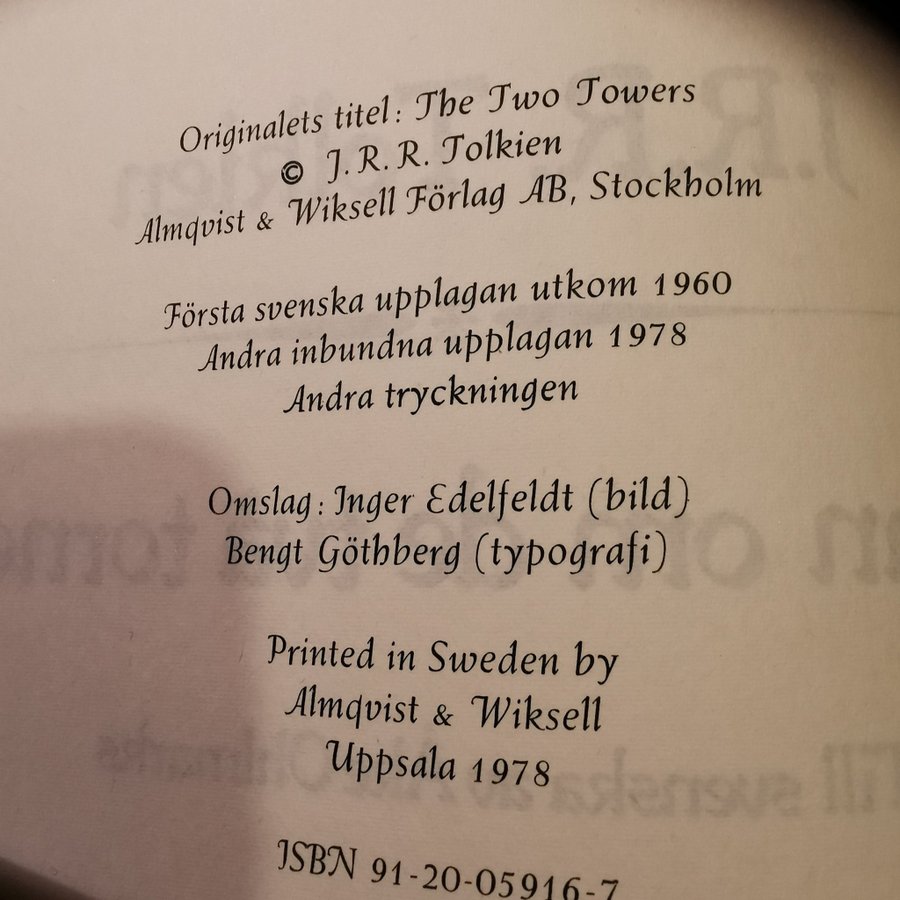 Originalets titel: The Two Towers
© J. R. R. Tolkien
Almqvist & Wiksell Förlag AB, Stockholm
Första svenska upplagan utkom 1960
Andra inbundna upplagan 1978
Andra tryckningen
Omslag: Inger Edelfeldt (bild)
Bengt Göthberg (typografi)
Printed in Sweden by
Almqvist & Wiksell
Uppsala 1978
ISBN 91-20-05916-7